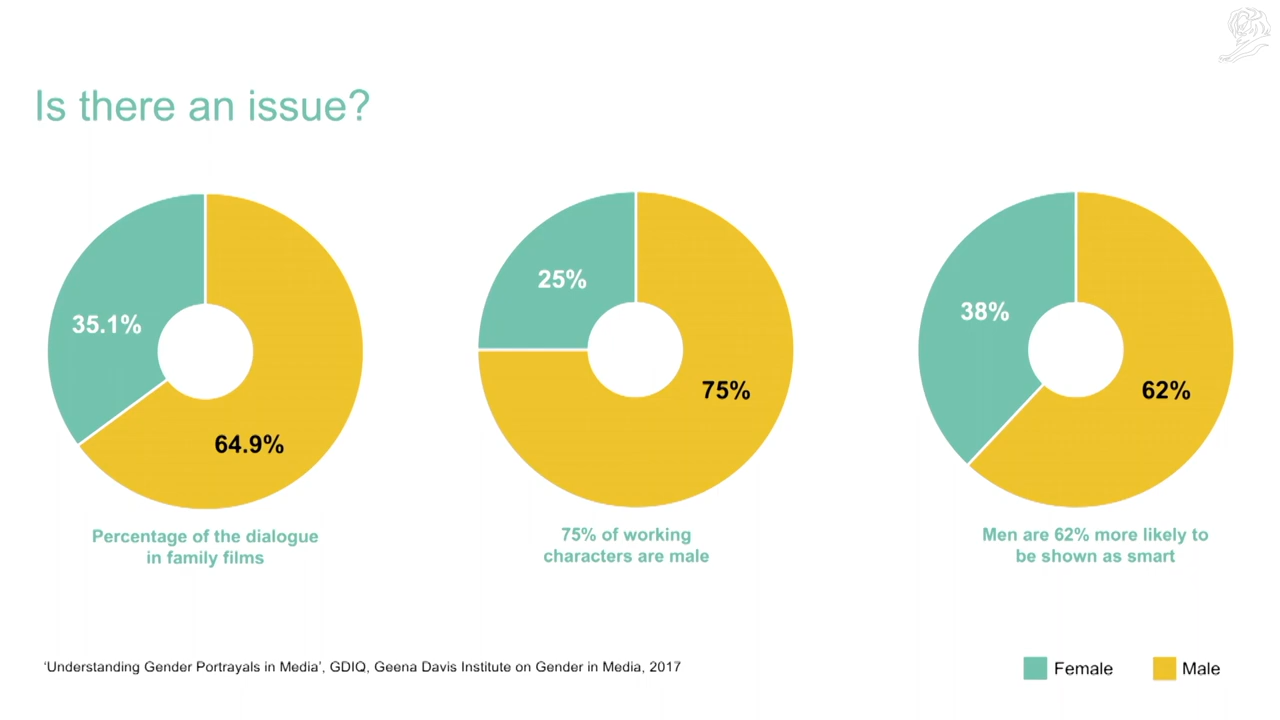 Is there an issue?
35.1%
64.9%
Percentage of the dialogue
in family films
25%
75%
75% of working
characters are male
38%
62%
Men are 62% more likely to
be shown as smart
‘Understanding Gender Portrayals in Media’, GDIQ, Geena Davis Institute on Gender in Media, 2017
Female
Male